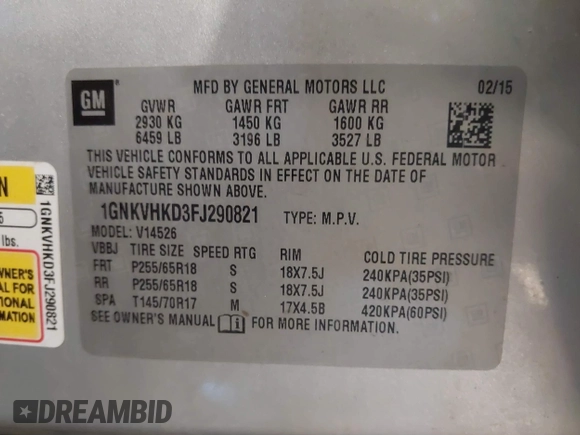 GM
MFD BY GENERAL MOTORS LLC 02/15
GVWR GAWR FRT GAWR RR
2930 KG 1450 KG 1600 KG
6459 LB 3196 LB 3527 LB
THIS VEHICLE CONFORMS TO ALL APPLICABLE U.S. FEDERAL MOTOR
VEHICLE SAFETY STANDARDS IN EFFECT ON THE DATE OF
MANUFACTURE SHOWN ABOVE.
1GNKVHKD3FJ290821 TYPE: M.P.V.
MODEL: V14526
VBBJ TIRE SIZE SPEED RTG RIM COLD TIRE PRESSURE
FRT P255/65R18 S 18X7.5J 240KPA(35PSI)
RR P255/65R18 S 18X7.5J 240KPA(35PSI)
SPA T145/70R17 M 17X4.5B 420KPA(60PSI)
SEE OWNER'S MANUAL FOR MORE INFORMATION.
lbs.
OWNER'S
1GNKVHKD3FJ290821
DREAMBID